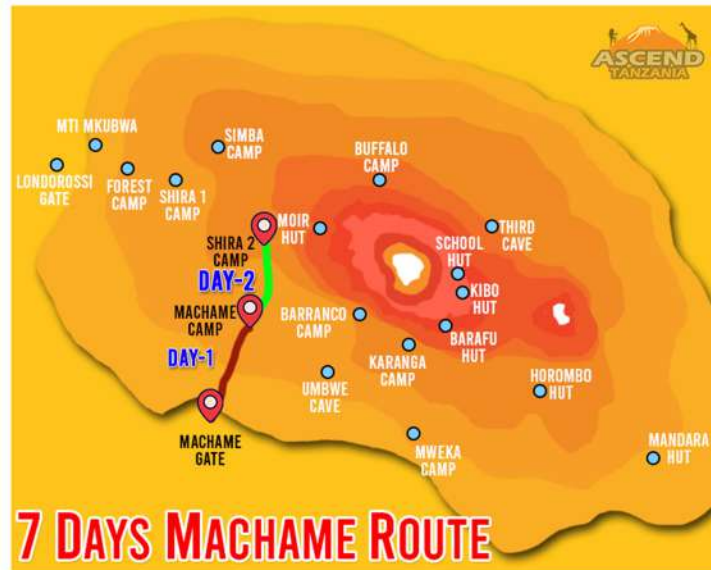 ASCEND
TANZANIA
MTI MKUBWA
LONDOROSSI
GATE
FOREST
CAMP
SHIRA 1
CAMP
SIMBA
CAMP
BUFFALO
CAMP
SHIRA 2
CAMP
MOIR
HUT
THIRD
CAVE
SCHOOL
HUT
KIBO
HUT
DAY-2
MACHAME
CAMP
BARRANCO
CAMP
BARAFU
HUT
KARANGA
CAMP
DAY-1
UMBWE
CAVE
HOROMBO
HUT
MACHAME
GATE
MWEKA
CAMP
MANDARA
HUT
7 DAYS MACHAME ROUTE